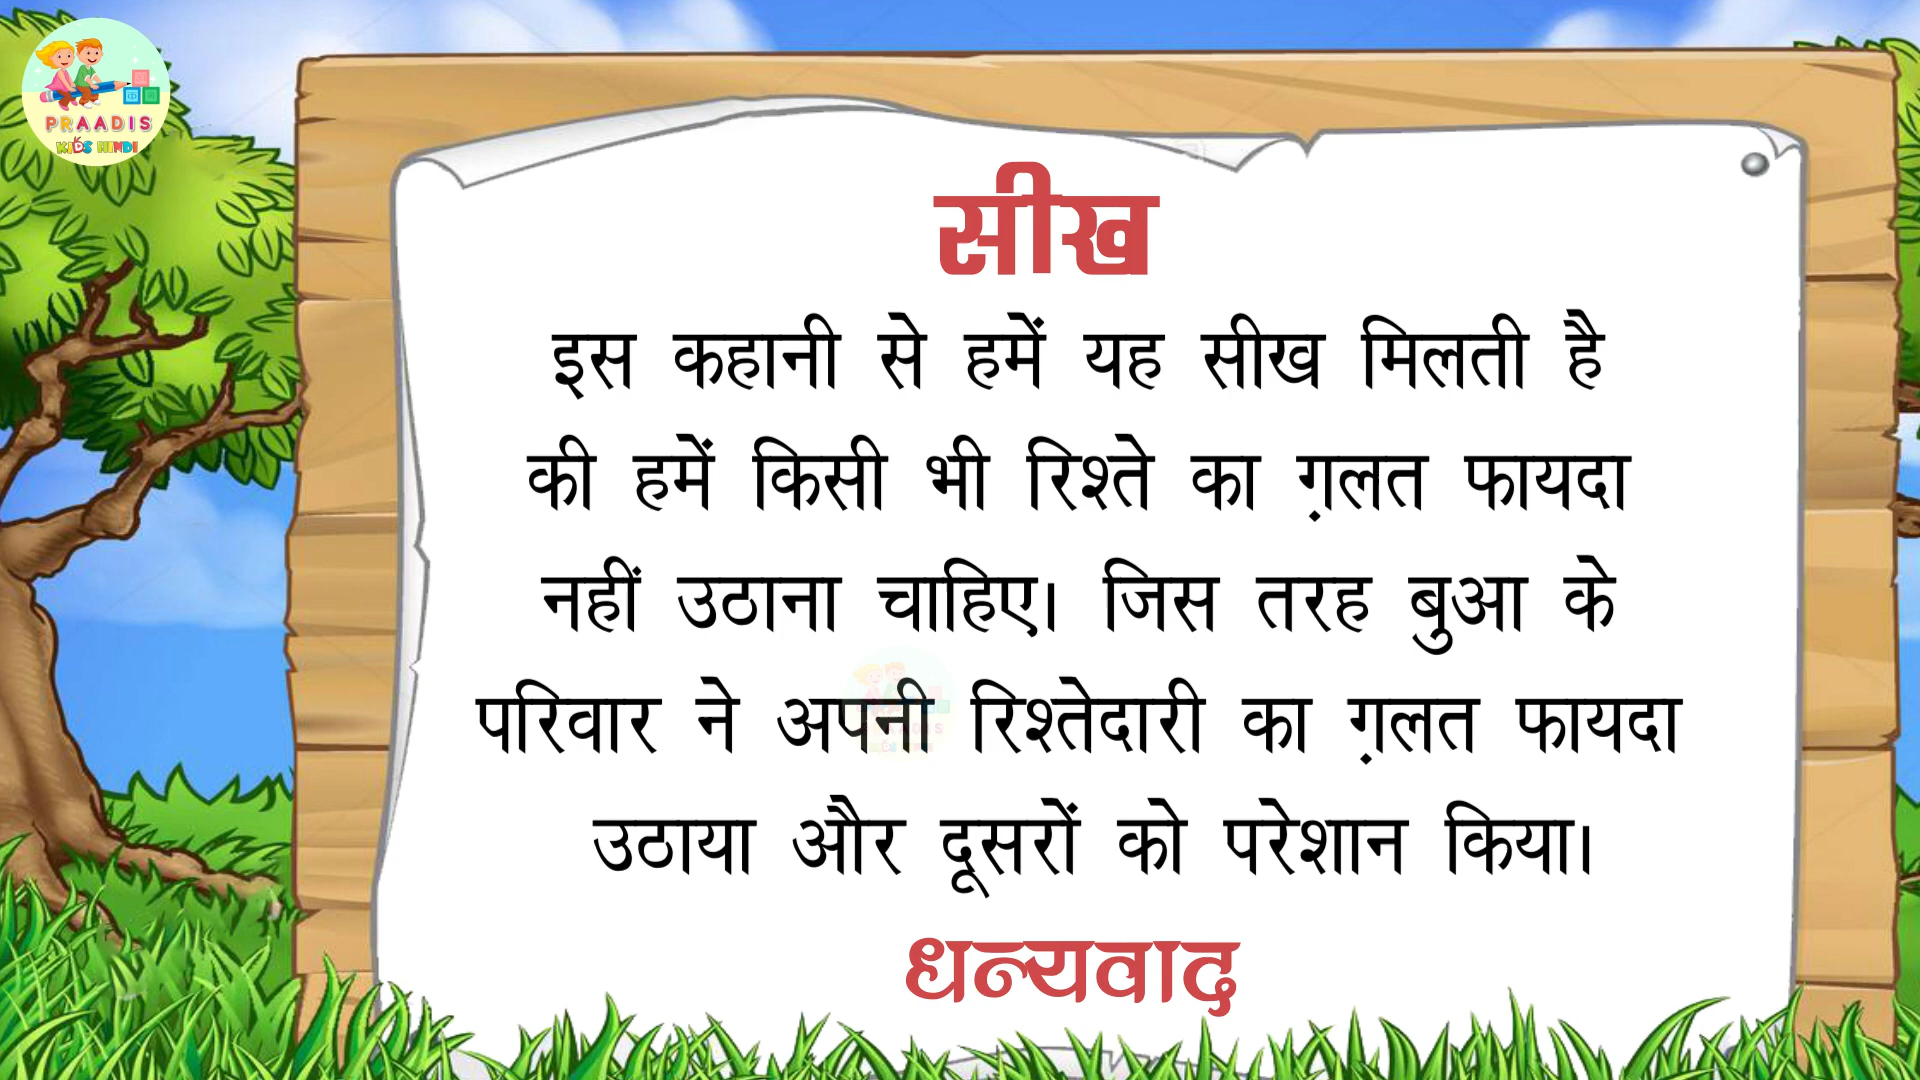 PRAADIS
KIDS HINDI
सीख
इस कहानी से हमें यह सीख मिलती है
की हमें किसी भी रिश्ते का ग़लत फायदा
नहीं उठाना चाहिए। जिस तरह बुआ के
परिवार ने अपनी रिश्तेदारी का ग़लत फायदा
उठाया और दूसरों को परेशान किया।
धन्यवाद